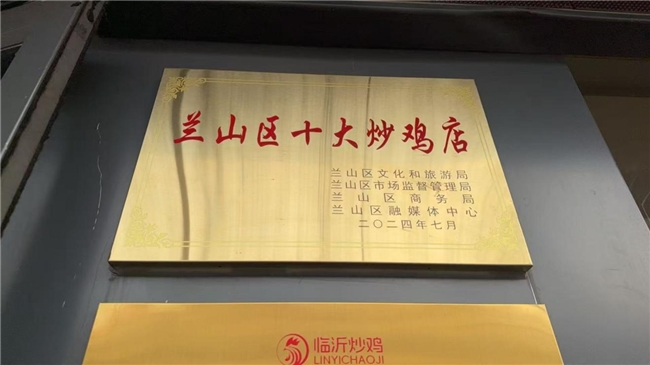 兰山区十大炒鸡店
兰山区文化和旅游局
兰山区市场监督管理局
兰山区商务局
兰山区融媒体中心
二〇二四年七月
临沂炒鸡
LINYICHAOJI